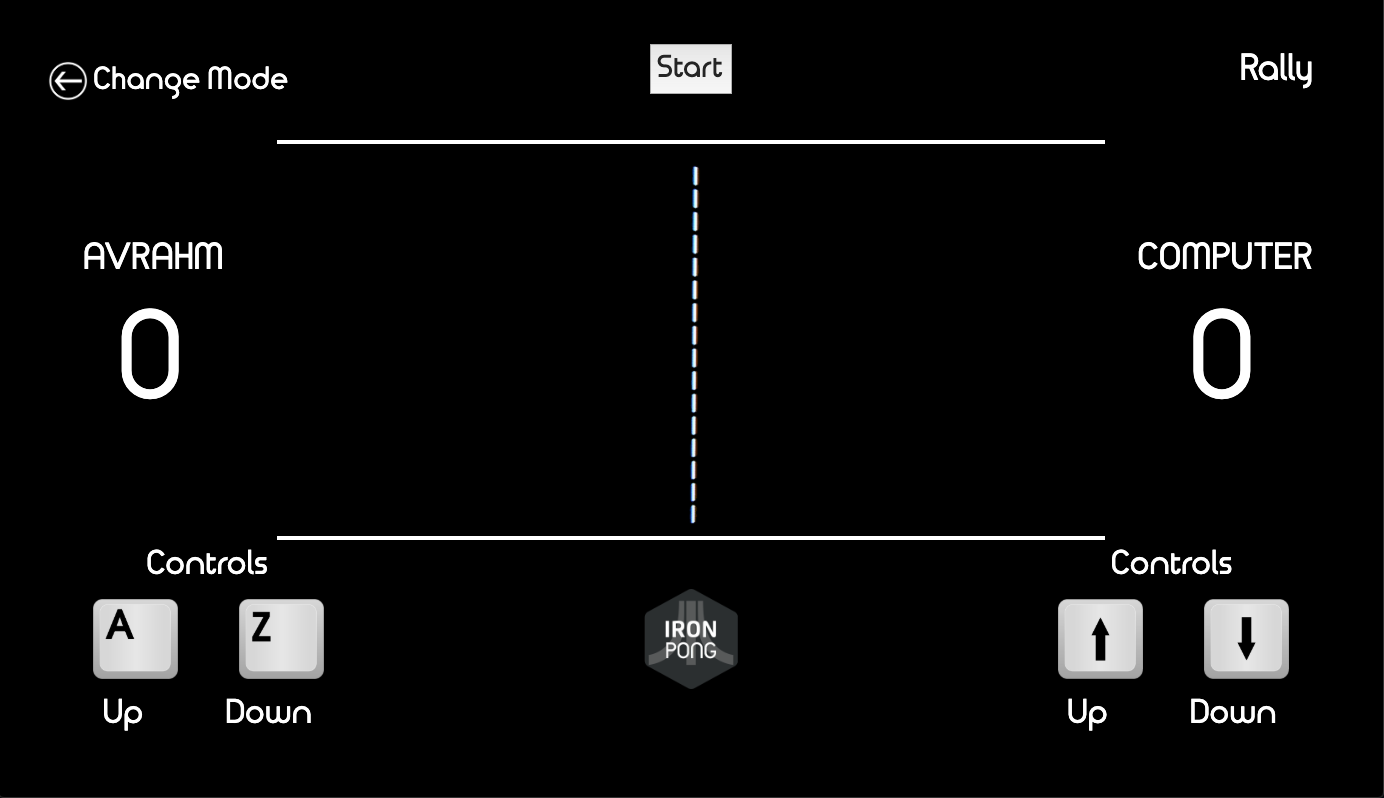 Change Mode
Start
Rally
AVRAHM
COMPUTER
0
0
Controls
Controls
A
Z
IRON
PONG
Up
Down
Up
Down